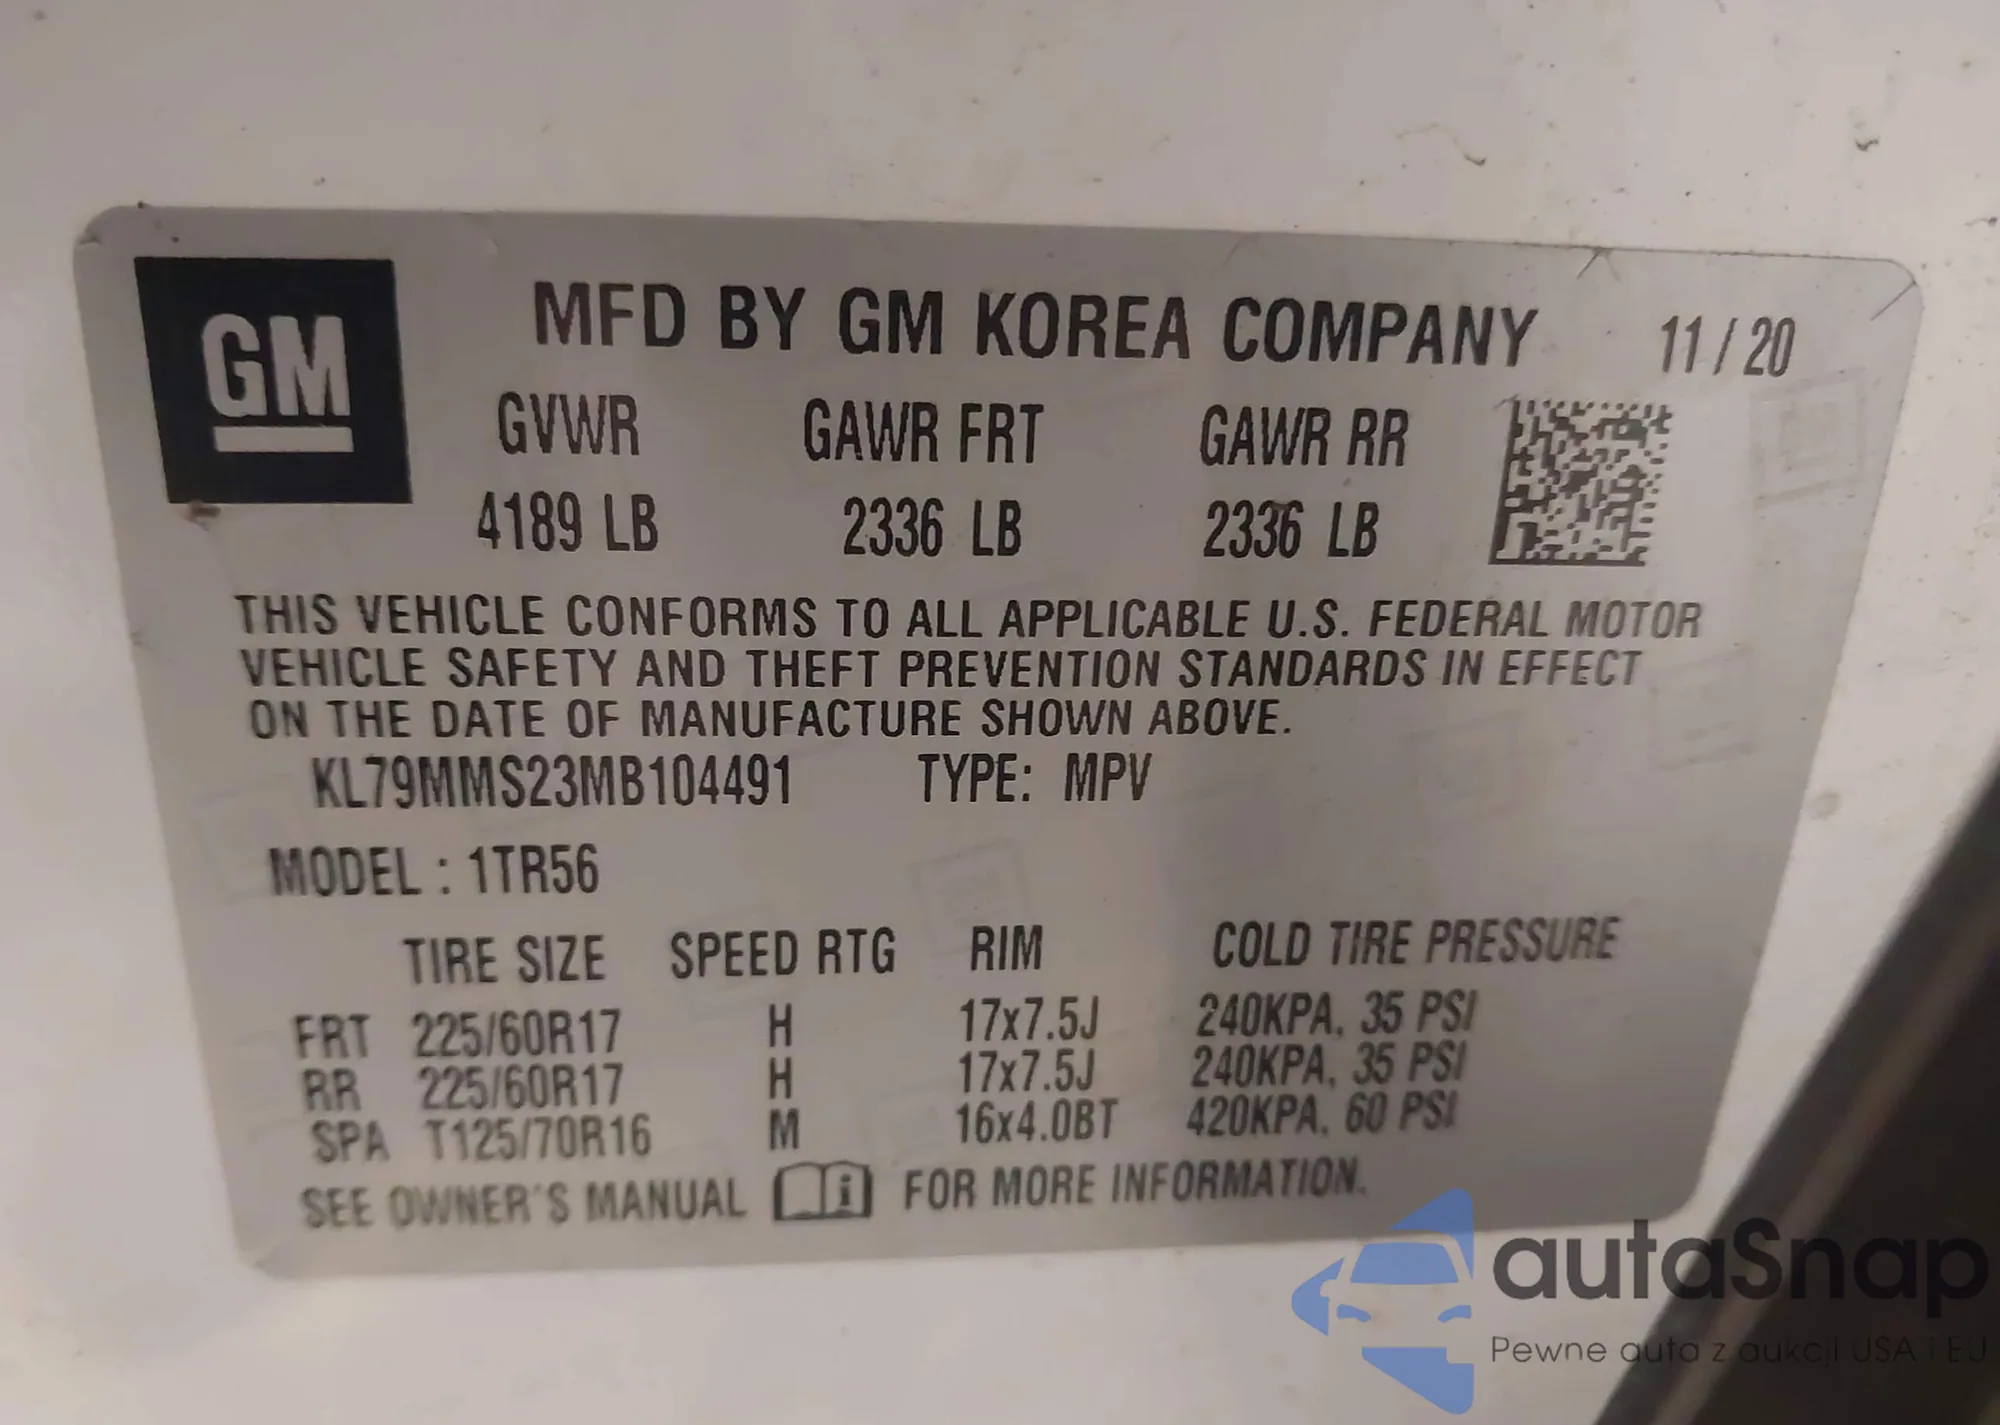 GM
MFD BY GM KOREA COMPANY 11/20
GVWR GAWR FRT GAWR RR
4189 LB 2336 LB 2336 LB
THIS VEHICLE CONFORMS TO ALL APPLICABLE U.S. FEDERAL MOTOR
VEHICLE SAFETY AND THEFT PREVENTION STANDARDS IN EFFECT
ON THE DATE OF MANUFACTURE SHOWN ABOVE.
KL79MMS23MB104491 TYPE: MPV
MODEL : 1TR56
TIRE SIZE SPEED RTG RIM COLD TIRE PRESSURE
FRT 225/60R17 H 17x7.5J 240KPA, 35 PSI
RR 225/60R17 H 17x7.5J 240KPA, 35 PSI
SPA T125/70R16 M 16x4.0BT 420KPA, 60 PSI
SEE OWNER'S MANUAL i FOR MORE INFORMATION.
autaSnap
Pewne auta z aukcji USA i EU